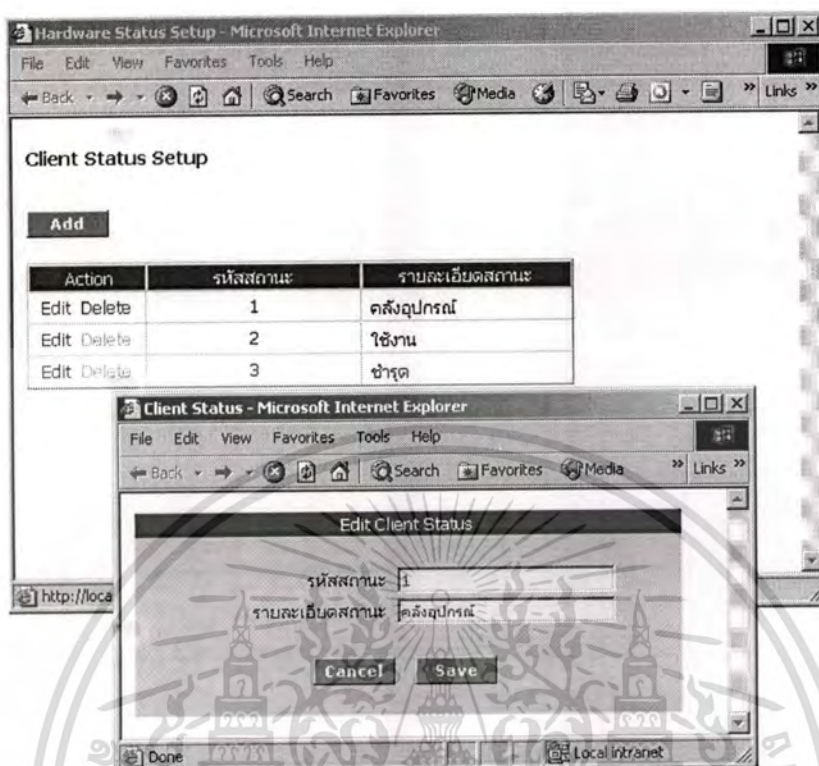 Hardware Status Setup - Microsoft Internet Explorer
File Edit View Favorites Tools Help
Back Search Favorites Media Links
Client Status Setup
Add
Action รหัสสถานะ รายละเอียดสถานะ
Edit Delete 1 คลังอุปกรณ์
Edit Delete 2 ใช้งาน
Edit Delete 3 ชำรุด
Client Status - Microsoft Internet Explorer
File Edit View Favorites Tools Help
Back Search Favorites Media Links
Edit Client Status
รหัสสถานะ 1
รายละเอียดสถานะ คลังอุปกรณ์
Cancel Save
http://loca
Done Local intranet